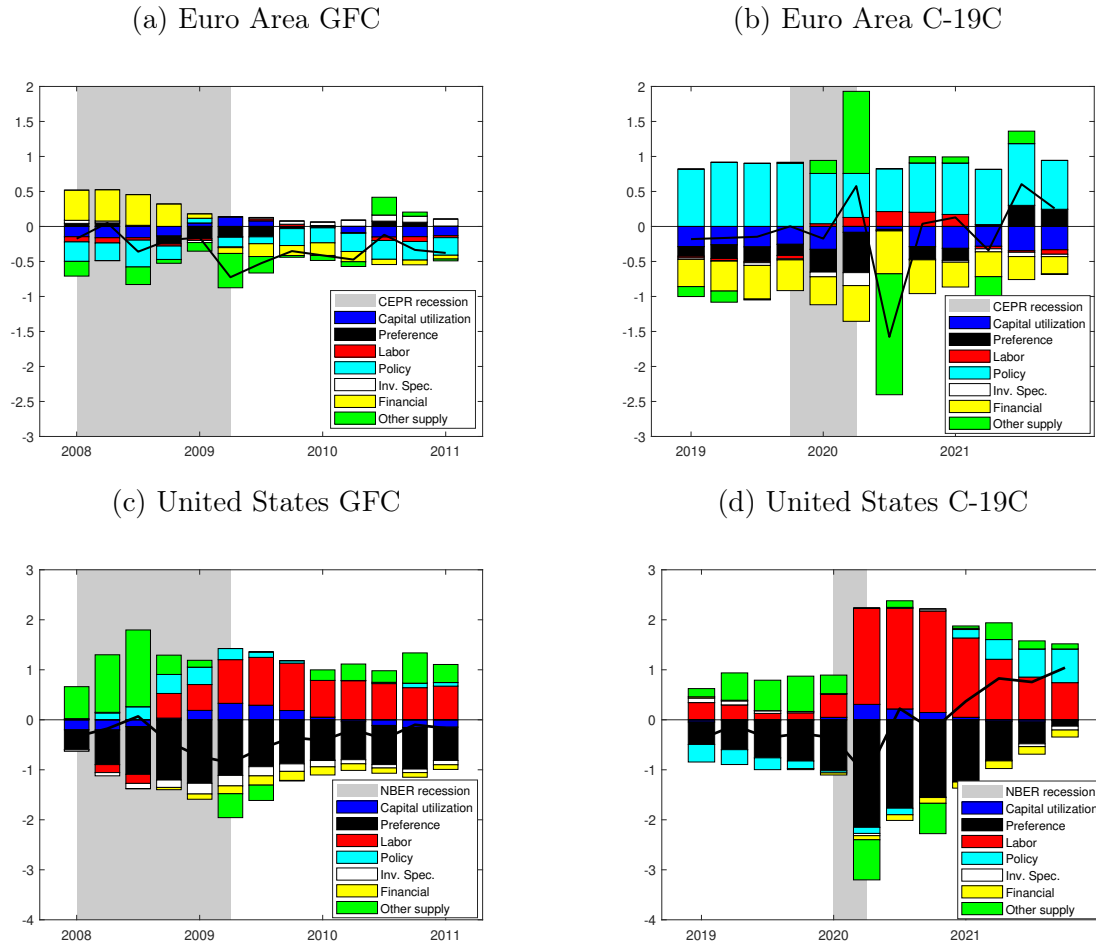 (a) Euro Area GFC
2
1.5
1
0.5
0
-0.5
-1
-1.5
-2
-2.5
-3
2008
2009
2010
2011
CEPR recession
Capital utilization
Preference
Labor
Policy
Inv. Spec.
Financial
Other supply
(b) Euro Area C-19C
2
1.5
1
0.5
0
-0.5
-1
-1.5
-2
-2.5
-3
2019
2020
2021
CEPR recession
Capital utilization
Preference
Labor
Policy
Inv. Spec.
Financial
Other supply
(c) United States GFC
3
2
1
0
-1
-2
-3
-4
2008
2009
2010
2011
NBER recession
Capital utilization
Preference
Labor
Policy
Inv. Spec.
Financial
Other supply
(d) United States C-19C
3
2
1
0
-1
-2
-3
-4
2019
2020
2021
NBER recession
Capital utilization
Preference
Labor
Policy
Inv. Spec.
Financial
Other supply